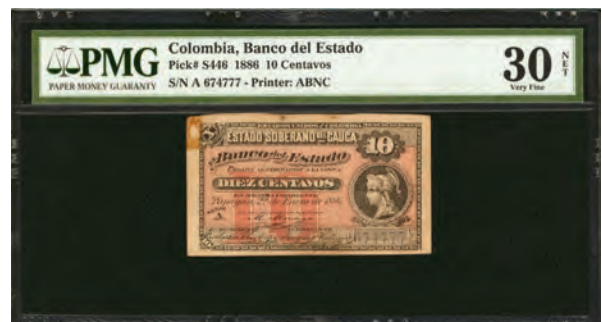 PMG
PAPER MONEY GUARANTY
Colombia, Banco del Estado
Pick# S446 1886 10 Centavos
S/N A 674777 - Printer: ABNC
30 NET
Very Fine
ESTADO SOBERANO DEL CAUCA
10
Banco del Estado
DIEZ CENTAVOS